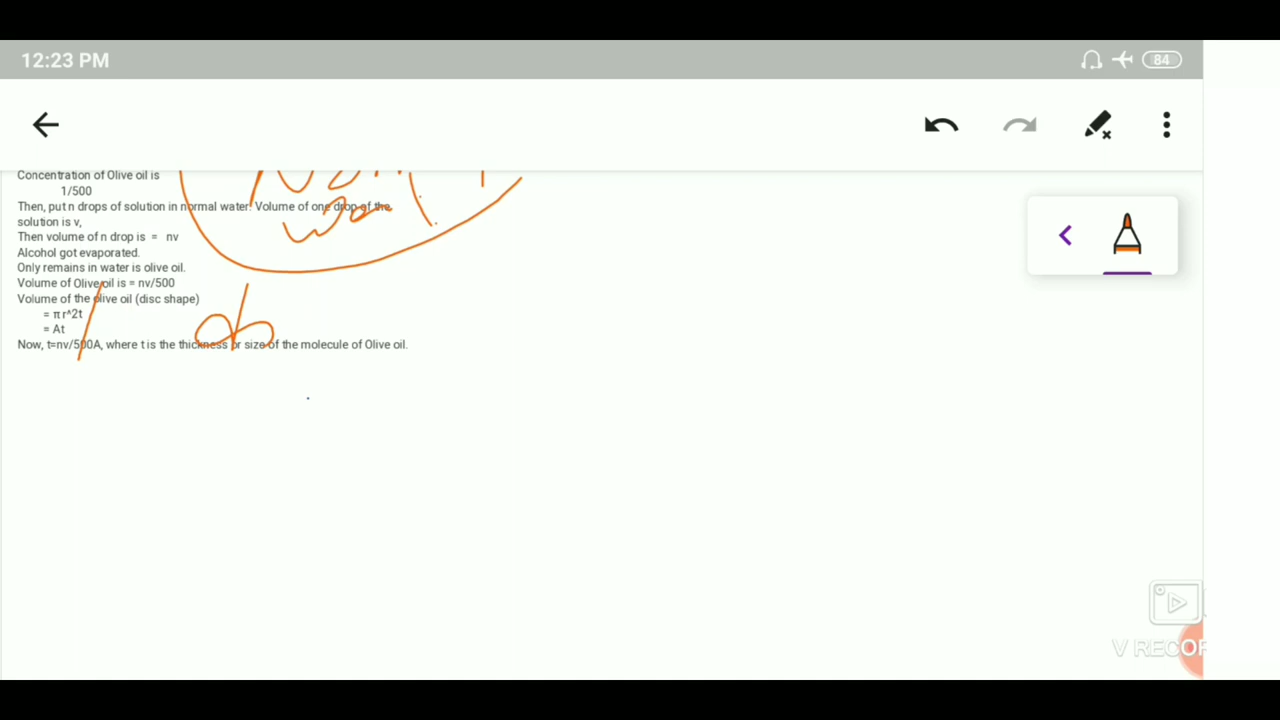 12:23 PM
84
Concentration of Olive oil is
1/500
Then, put n drops of solution in normal water. Volume of one drop of the
solution is v,
Then volume of n drop is = nv
Alcohol got evaporated.
Only remains in water is olive oil.
Volume of Olive oil is = nv/500
Volume of the olive oil (disc shape)
= π r^2t
= At
Now, t=nv/500A, where t is the thickness or size of the molecule of Olive oil.
V RECOR